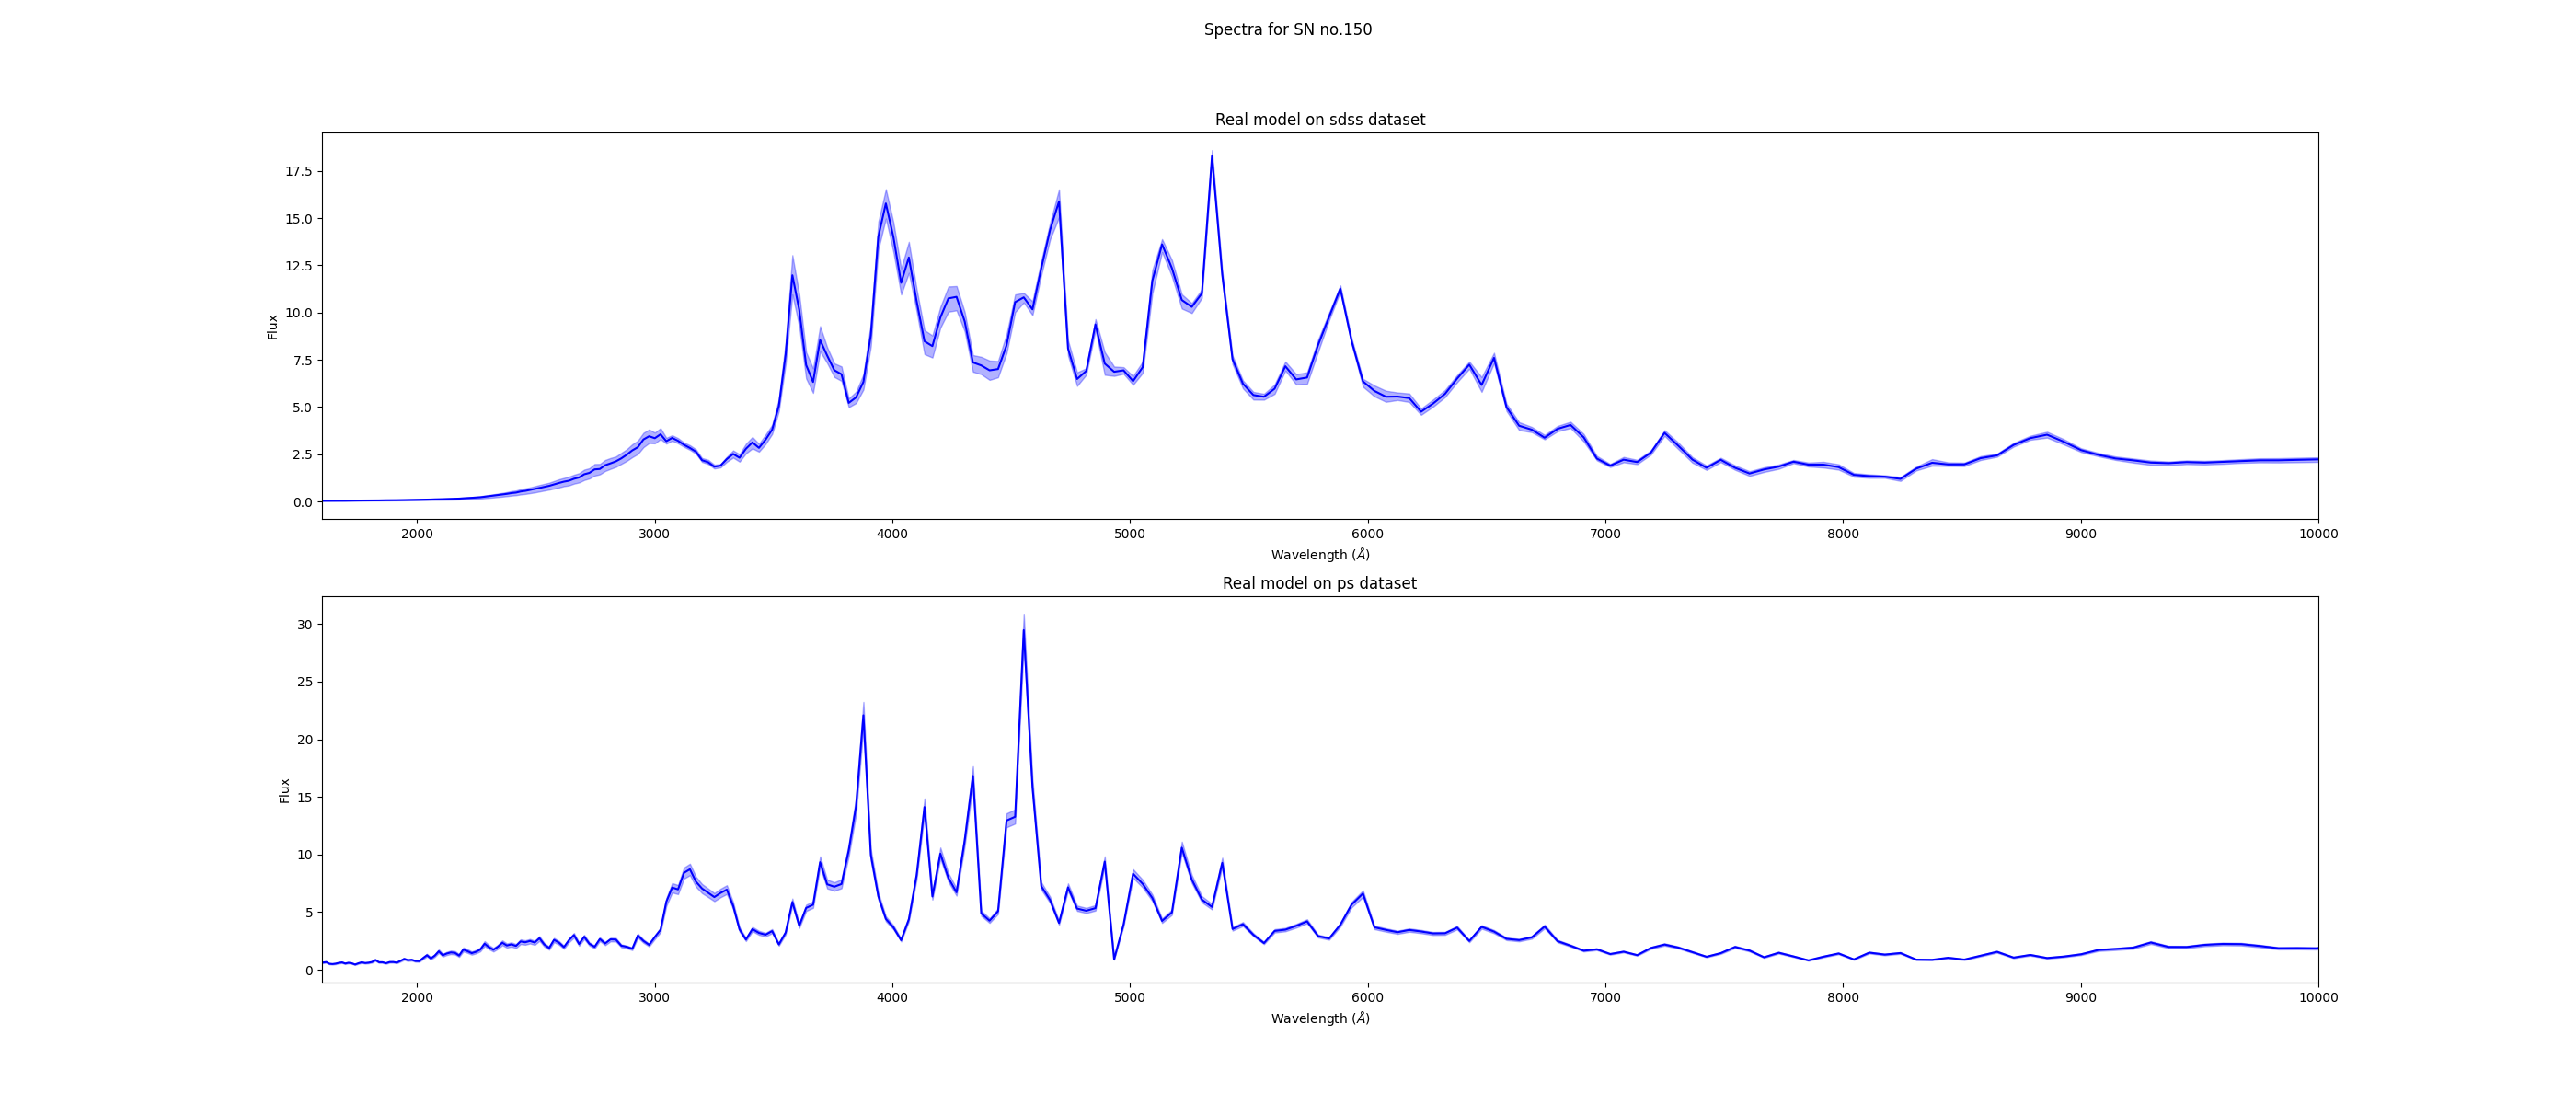 Spectra for SN no.150
Real model on sdss dataset
17.5
15.0
12.5
10.0
7.5
5.0
2.5
0.0
Flux
2000 3000 4000 5000 6000 7000 8000 9000 10000
Wavelength (Å)
Real model on ps dataset
30
25
20
15
10
5
0
Flux
2000 3000 4000 5000 6000 7000 8000 9000 10000
Wavelength (Å)